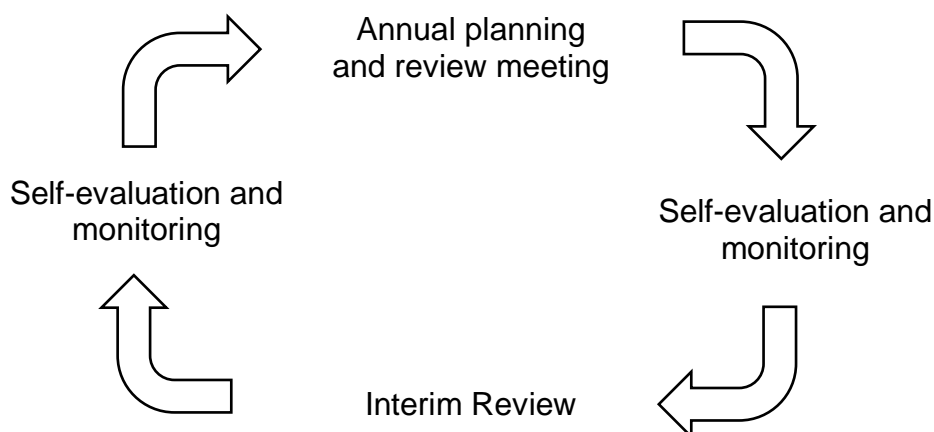 Annual planning
and review meeting
Self-evaluation and
monitoring
Self-evaluation and
monitoring
Interim Review